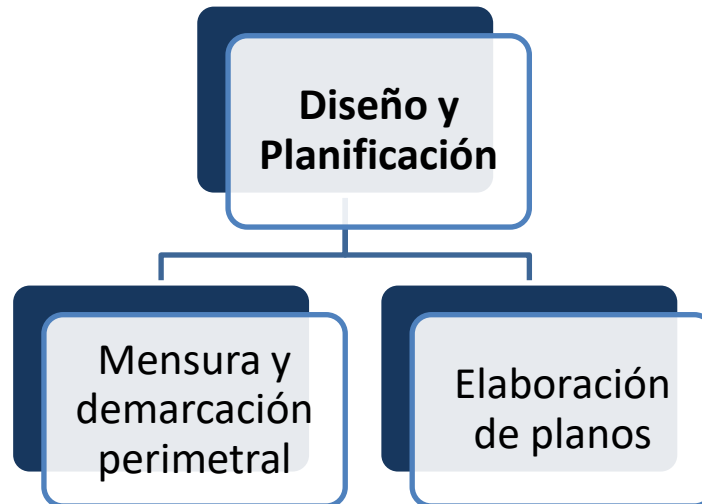 Diseño y
Planificación
Mensura y
demarcación
perimetral
Elaboración
de planos